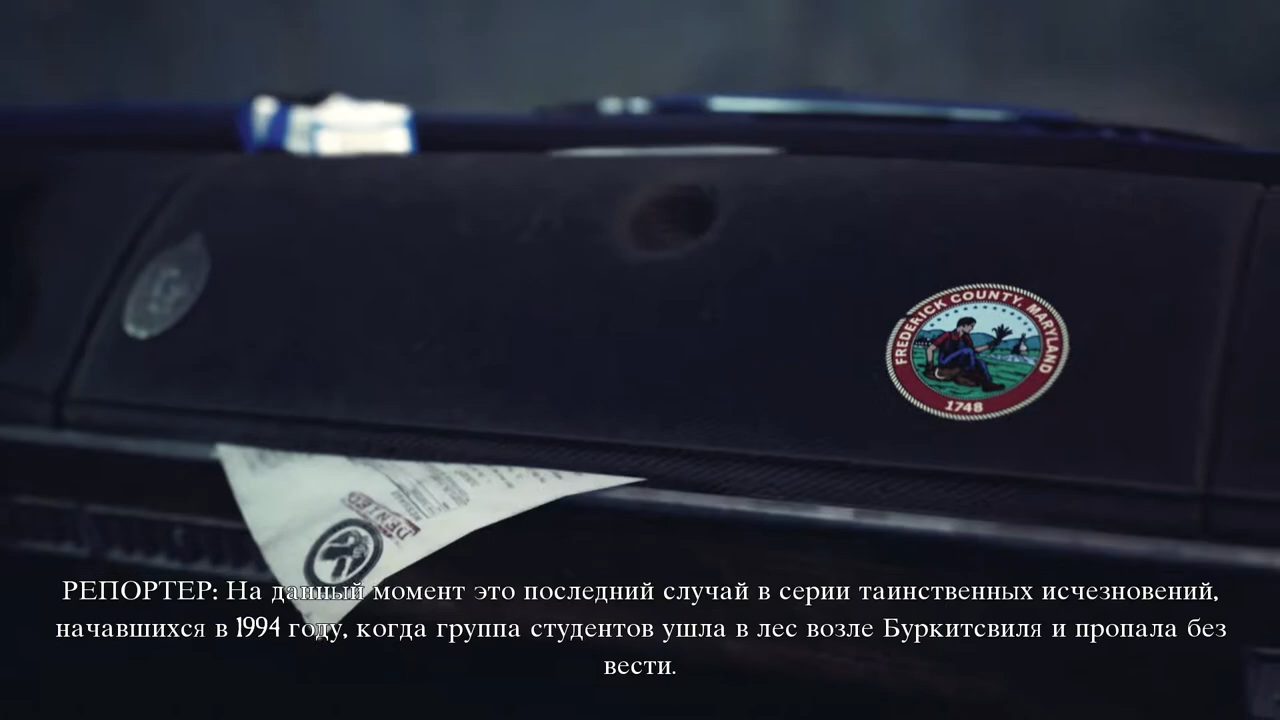 FREDERICK COUNTY, MARYLAND
1748
DENIED
РЕПОРТЕР: На данный момент это последний случай в серии таинственных исчезновений,
начавшихся в 1994 году, когда группа студентов ушла в лес возле Буркитсвиля и пропала без
вести.